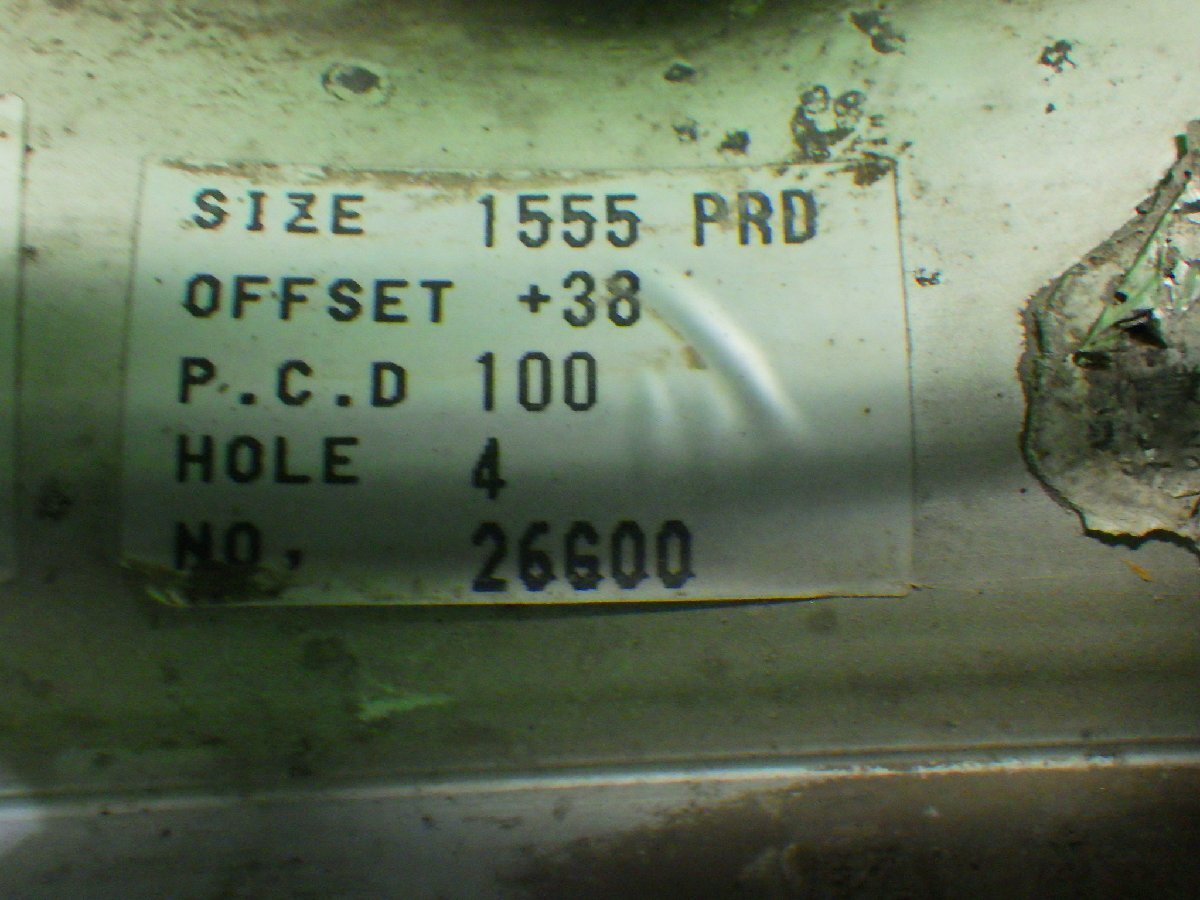 SIZE 1555 PRD
OFFSET +38
P.C.D 100
HOLE 4
NO, 26600